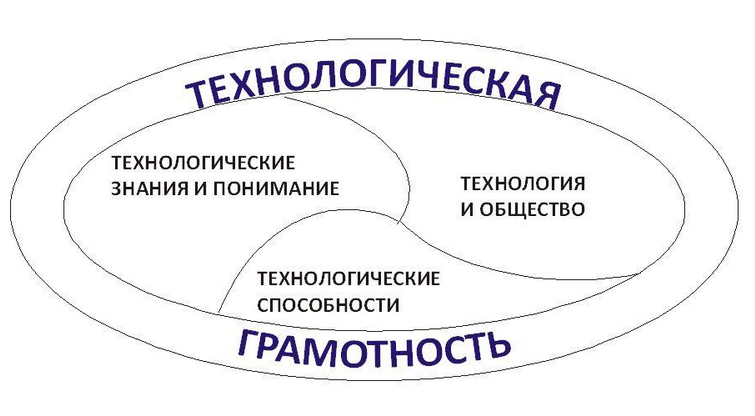 ТЕХНОЛОГИЧЕСКАЯ
ТЕХНОЛОГИЧЕСКИЕ
ЗНАНИЯ И ПОНИМАНИЕ
ТЕХНОЛОГИЯ
И ОБЩЕСТВО
ТЕХНОЛОГИЧЕСКИЕ
СПОСОБНОСТИ
ГРАМОТНОСТЬ